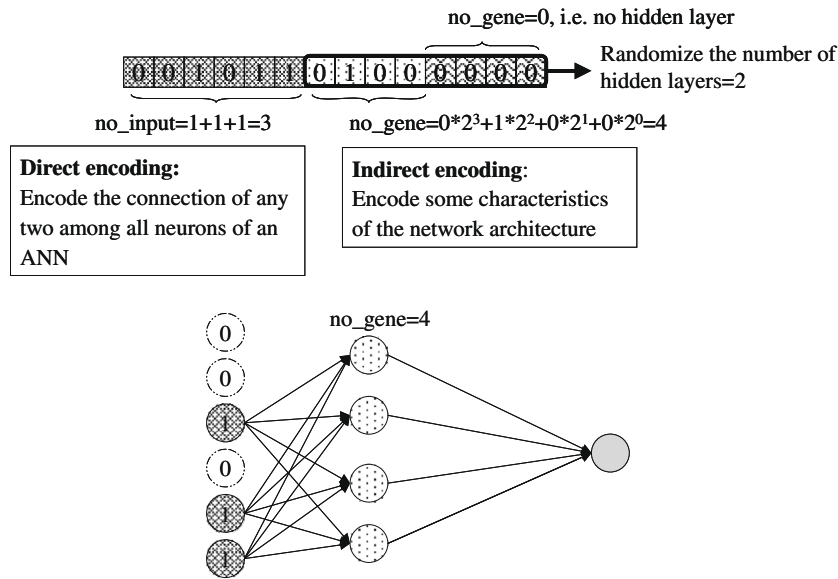 no_gene=0, i.e. no hidden layer
0 0 1 0 1 1 0 1 0 0 0 0 0 0
Randomize the number of
hidden layers=2
no_input=1+1+1=3
no_gene=0*2³+1*2²+0*2¹+0*2⁰=4
Direct encoding:
Encode the connection of any
two among all neurons of an
ANN
Indirect encoding:
Encode some characteristics
of the network architecture
no_gene=4
0
0
1
0
1
1